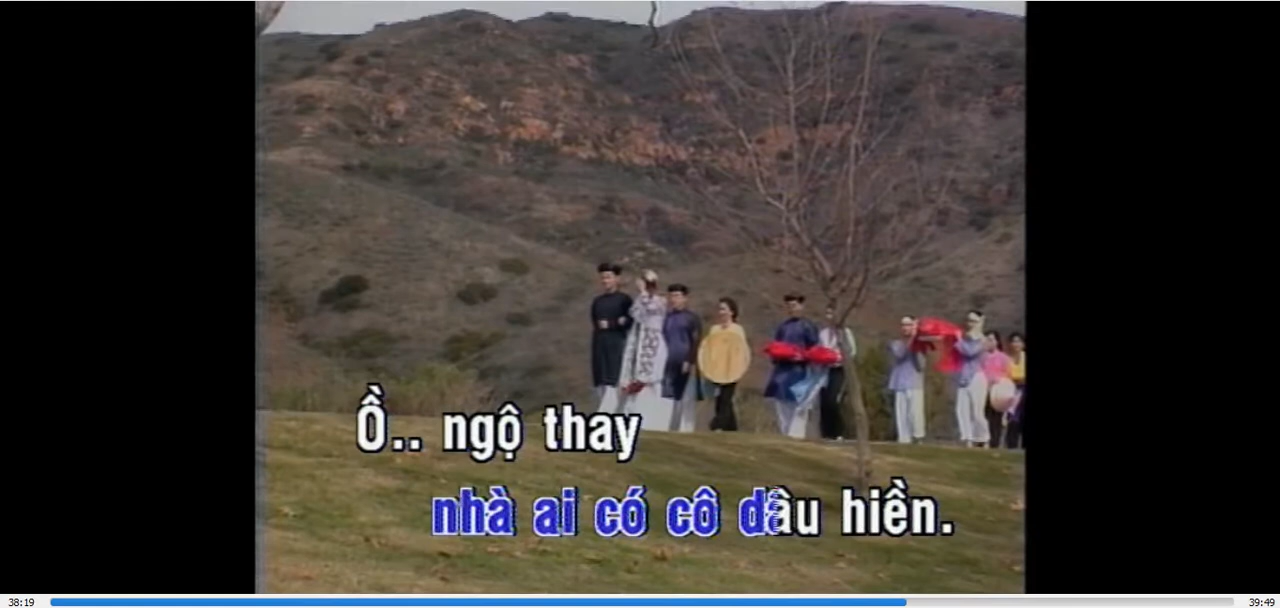 Ồ.. ngộ thay
nhà ai có cô dâu hiền.
38:19
39:49